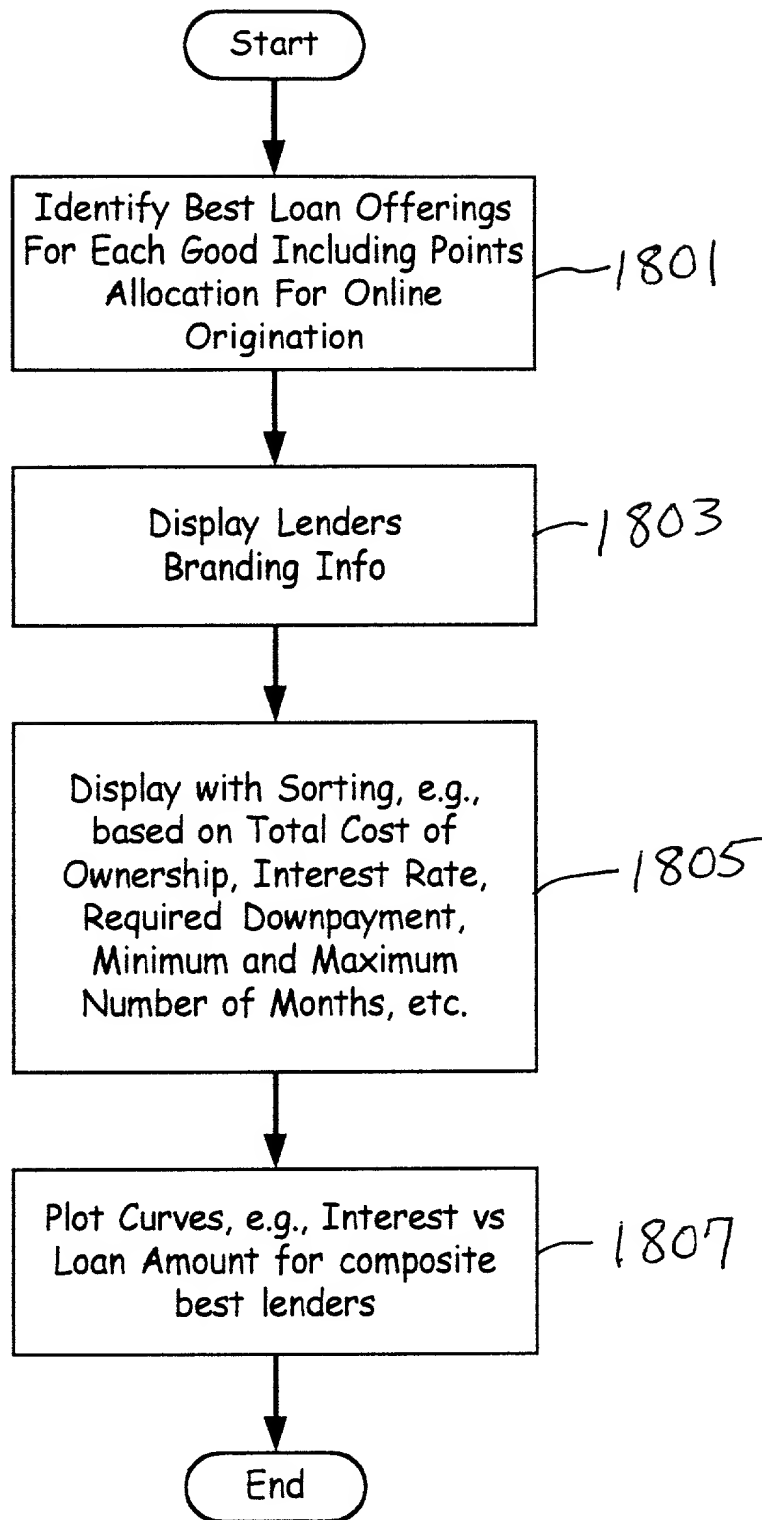 Start
Identify Best Loan Offerings
For Each Good Including Points
Allocation For Online
Origination
1801
Display Lenders
Branding Info
1803
Display with Sorting, e.g.,
based on Total Cost of
Ownership, Interest Rate,
Required Downpayment,
Minimum and Maximum
Number of Months, etc.
1805
Plot Curves, e.g., Interest vs
Loan Amount for composite
best lenders
1807
End